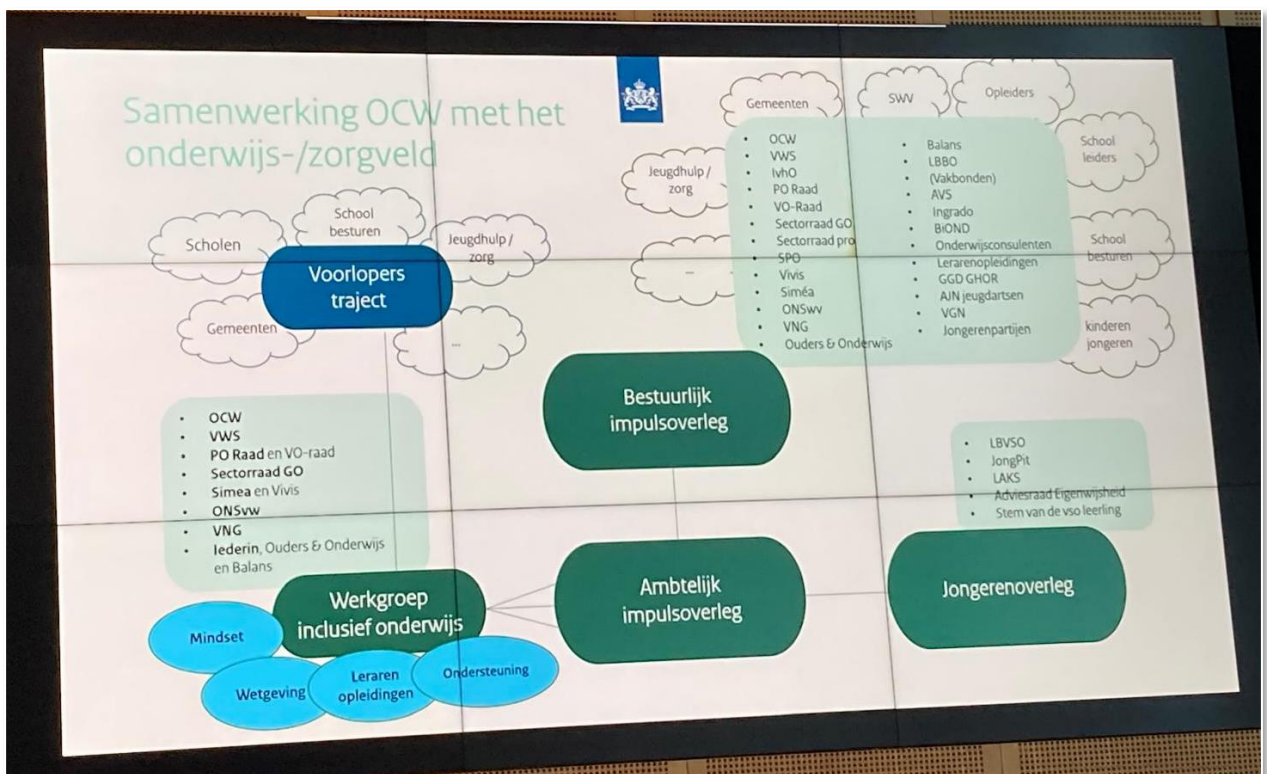 Samenwerking OCW met het
onderwijs-/zorgveld
Scholen
School
besturen
Jeugdhulp /
zorg
Voorlopers
traject
Gemeenten
...
• OCW
• VWS
• PO Raad en VO-raad
• Sectorraad GO
• Simea en Vivis
• ONSvw
• VNG
• Iederin, Ouders & Onderwijs
en Balans
Werkgroep
inclusief onderwijs
Mindset
Wetgeving
Leraren
opleidingen
Ondersteuning
Gemeenten
SWV
Opleiders
Jeugdhulp /
zorg
...
School
leiders
School
besturen
kinderen
jongeren
• OCW
• VWS
• IvhO
• PO Raad
• VO-Raad
• Sectorraad GO
• Sectorraad pro
• SPO
• Vivis
• Siméa
• ONSwv
• VNG
• Ouders & Onderwijs
• Balans
• LBBO
• (Vakbonden)
• AVS
• Ingrado
• BiOND
• Onderwijsconsulenten
• Lerarenopleidingen
• GGD GHOR
• AJN jeugdartsen
• VGN
• Jongerenpartijen
Bestuurlijk
impulsoverleg
Ambtelijk
impulsoverleg
• LBVSO
• JongPit
• LAKS
• Adviesraad Eigenwijsheid
• Stem van de vso leerling
Jongerenoverleg